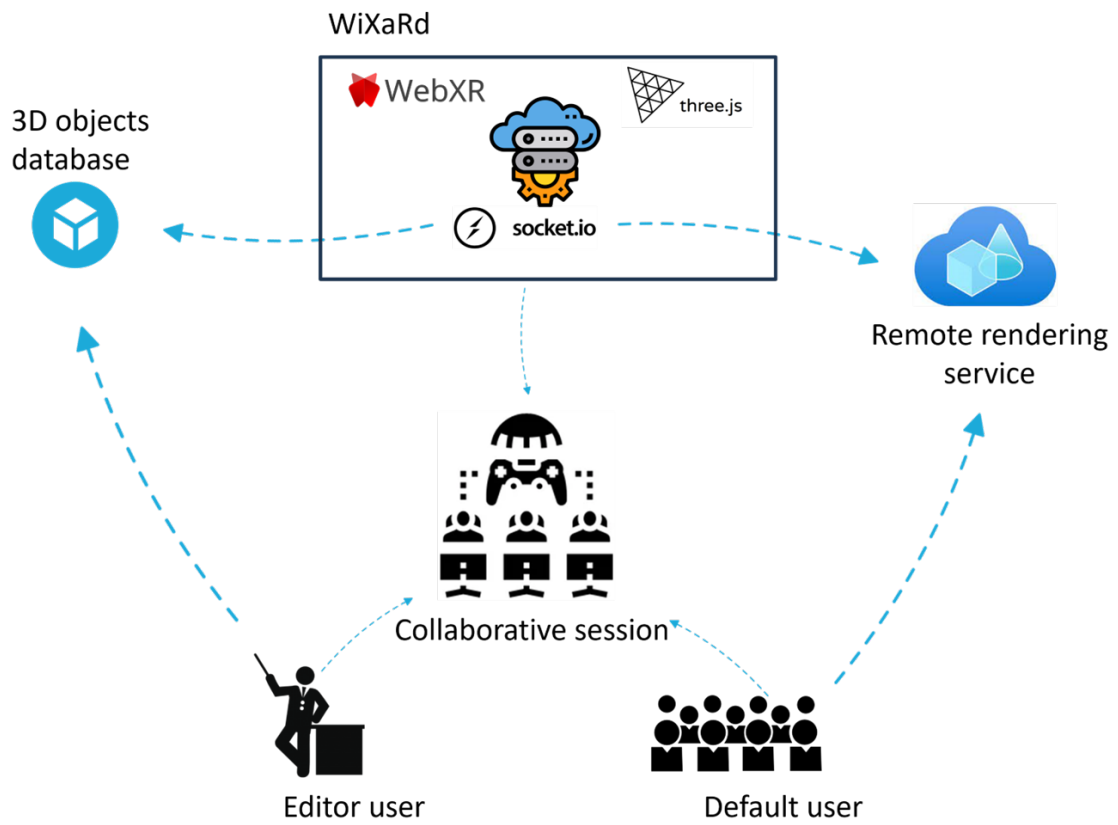 WiXaRd
WebXR
three.js
3D objects
database
socket.io
Remote rendering
service
Collaborative session
Editor user
Default user